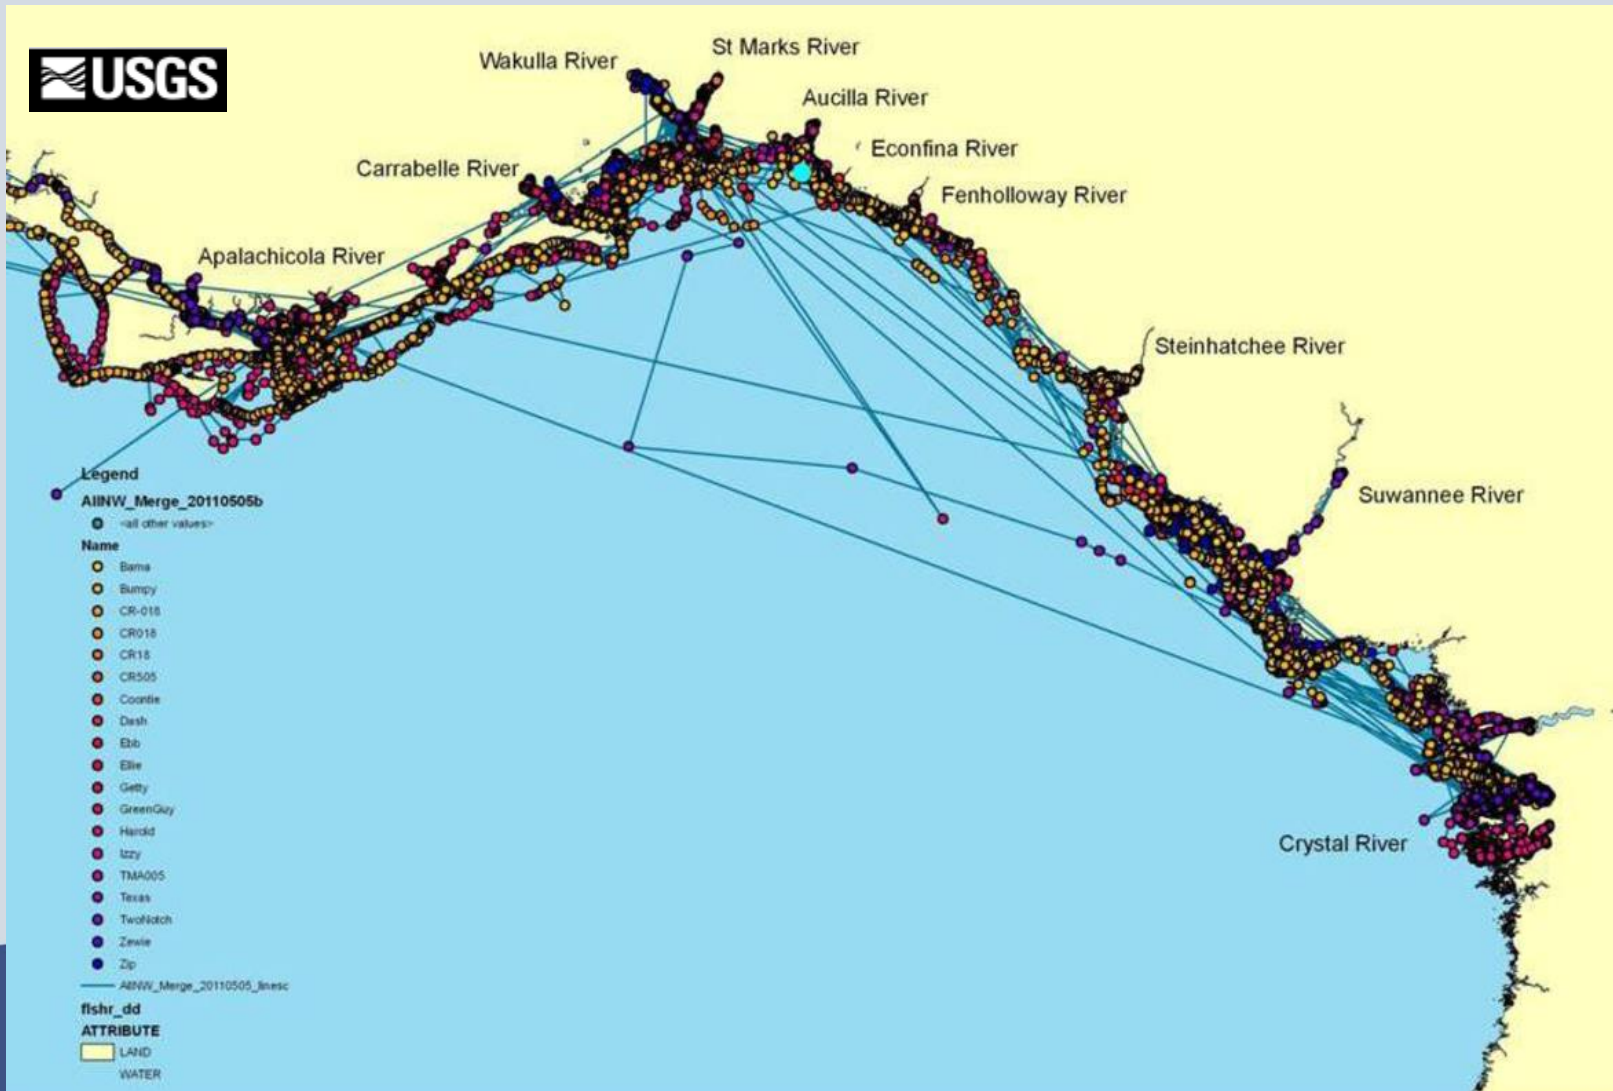 USGS
St Marks River
Wakulla River
Aucilla River
Econfina River
Carrabelle River
Fenholloway River
Apalachicola River
Steinhatchee River
Suwannee River
Crystal River
Legend
AllNW_Merge_20110505b
<all other values>
Name
Bama
Bumpy
CR-018
CR018
CR18
CR505
Coontie
Dash
Ebb
Ellie
Getty
GreenGuy
Harold
Izzy
TMA005
Texas
TwoNotch
Zewie
Zip
AllNW_Merge_20110505_linesc
flshr_dd
ATTRIBUTE
LAND
WATER